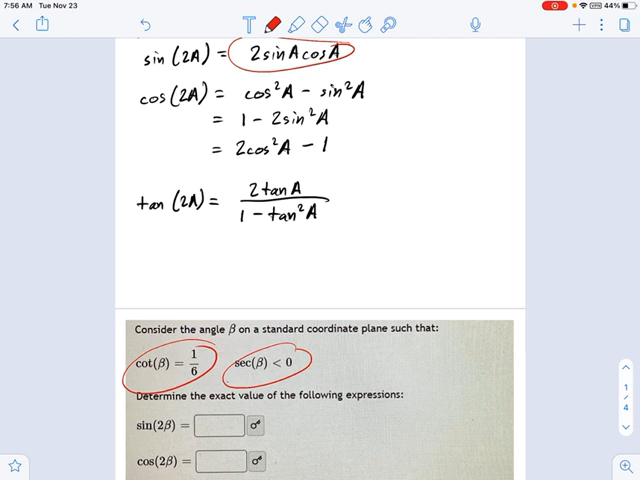 7:56 AM Tue Nov 23
44%
sin(2A) = 2sinAcosA
cos(2A) = cos²A − sin²A
= 1 − 2sin²A
= 2cos²A − 1
tan(2A) = 2tanA / 1 − tan²A
Consider the angle β on a standard coordinate plane such that:
cot(β) = 1/6 sec(β) < 0
Determine the exact value of the following expressions:
sin(2β) =
cos(2β) =
1/4